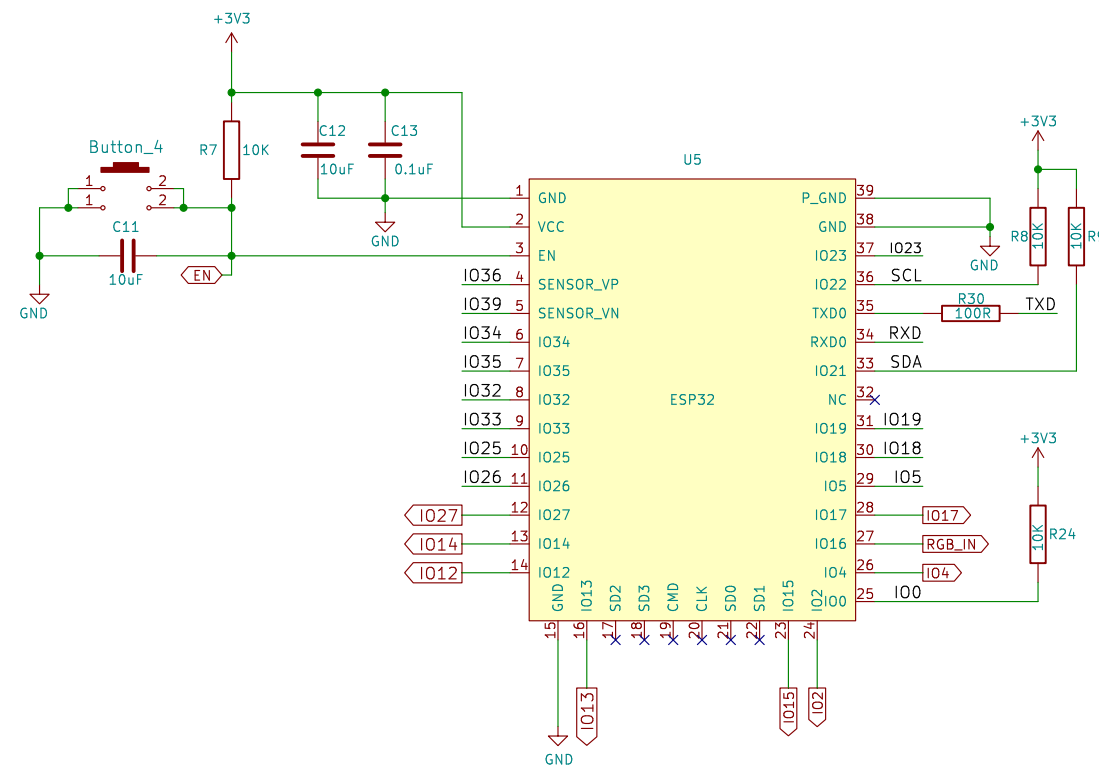 +3V3
Button_4
1 2
1 2
R7 10K
C12
10uF
C13
0.1uF
GND
C11
10uF
EN
GND
U5
ESP32
1 GND
2 VCC
3 EN
IO36 4 SENSOR_VP
IO39 5 SENSOR_VN
IO34 6 IO34
IO35 7 IO35
IO32 8 IO32
IO33 9 IO33
IO25 10 IO25
IO26 11 IO26
IO27 12 IO27
IO14 13 IO14
IO12 14 IO12
GND 15 GND
IO13 16 IO13
SD2 17
SD3 18
CMD 19
CLK 20
SD0 21
SD1 22
IO15 23 IO15
IO2 24 IO2
P_GND 39
GND 38
GND
IO23 37 IO23
IO22 36 SCL
TXD0 35 R30 100R TXD
RXD0 34 RXD
IO21 33 SDA
NC 32
IO19 31 IO19
IO18 30 IO18
IO5 29 IO5
IO17 28 IO17
IO16 27 RGB_IN
IO4 26 IO4
IO0 25 IO0
+3V3
R8 10K
10K
+3V3
10K R24